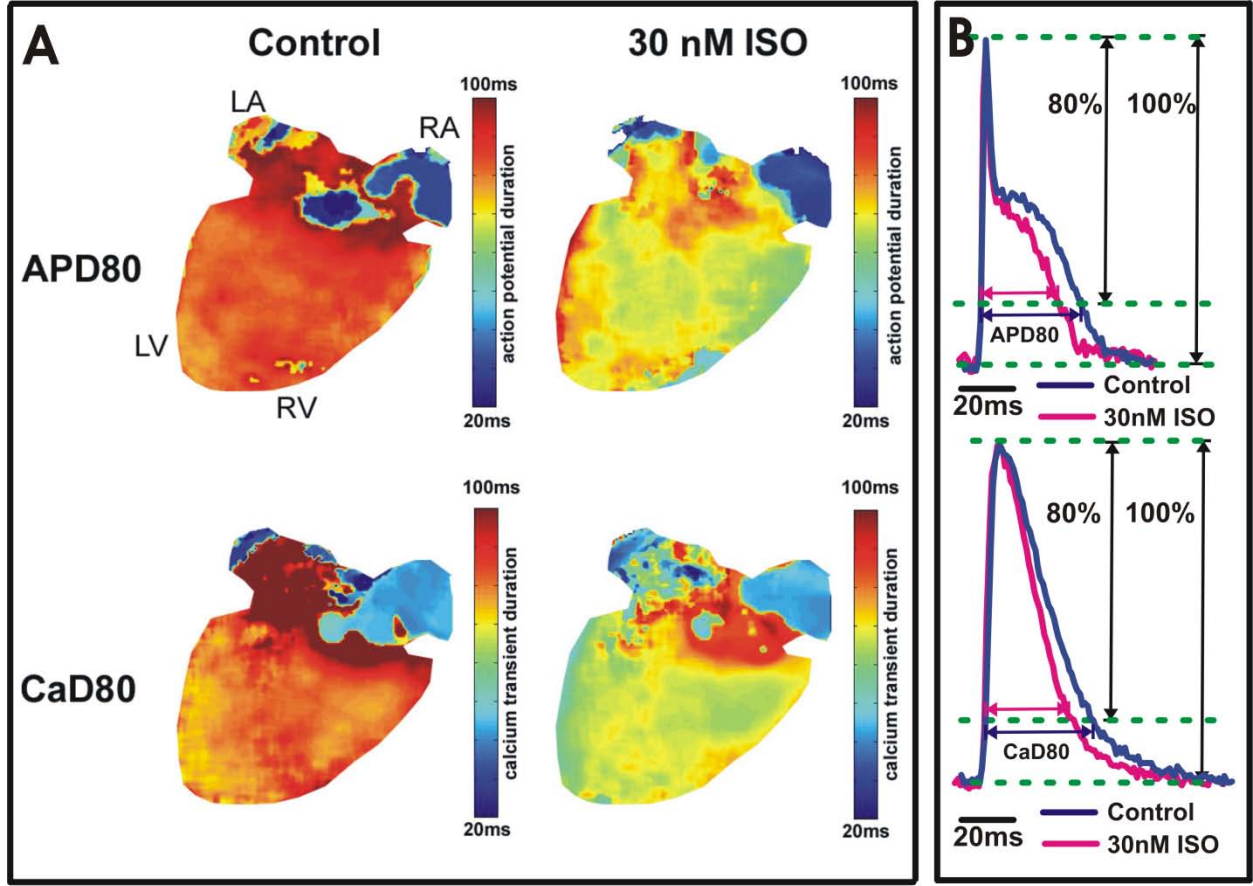 A
Control
30 nM ISO
B
APD80
LA
RA
LV
RV
100ms
action potential duration
20ms
100ms
action potential duration
20ms
CaD80
100ms
calcium transient duration
20ms
100ms
calcium transient duration
20ms
80%
100%
APD80
20ms
Control
30nM ISO
80%
100%
CaD80
20ms
Control
30nM ISO